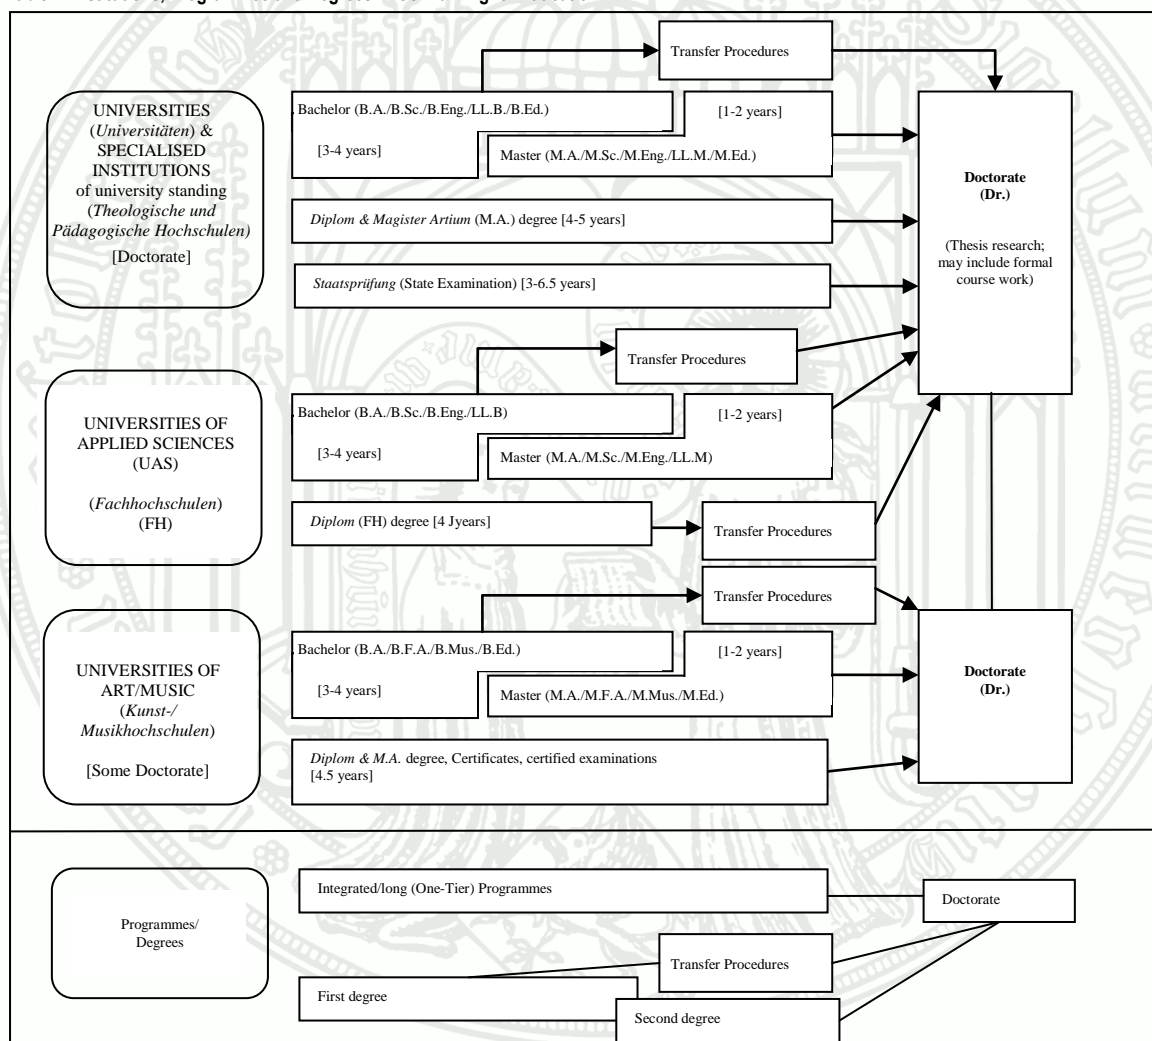 Transfer Procedures
UNIVERSITIES
(Universitäten) &
SPECIALISED
INSTITUTIONS
of university standing
(Theologische und
Pädagogische Hochschulen)
[Doctorate]
Bachelor (B.A./B.Sc./B.Eng./LL.B./B.Ed.)
[3-4 years]
[1-2 years]
Master (M.A./M.Sc./M.Eng./LL.M./M.Ed.)
Diplom & Magister Artium (M.A.) degree [4-5 years]
Staatsprüfung (State Examination) [3-6.5 years]
Doctorate
(Dr.)
(Thesis research;
may include formal
course work)
Transfer Procedures
UNIVERSITIES OF
APPLIED SCIENCES
(UAS)
(Fachhochschulen)
(FH)
Bachelor (B.A./B.Sc./B.Eng./LL.B)
[3-4 years]
[1-2 years]
Master (M.A./M.Sc./M.Eng./LL.M)
Diplom (FH) degree [4 Jyears]
Transfer Procedures
Transfer Procedures
UNIVERSITIES OF
ART/MUSIC
(Kunst-/
Musikhochschulen)
[Some Doctorate]
Bachelor (B.A./B.F.A./B.Mus./B.Ed.)
[3-4 years]
[1-2 years]
Master (M.A./M.F.A./M.Mus./M.Ed.)
Diplom & M.A. degree, Certificates, certified examinations
[4.5 years]
Doctorate
(Dr.)
Programmes/
Degrees
Integrated/long (One-Tier) Programmes
Doctorate
Transfer Procedures
First degree
Second degree